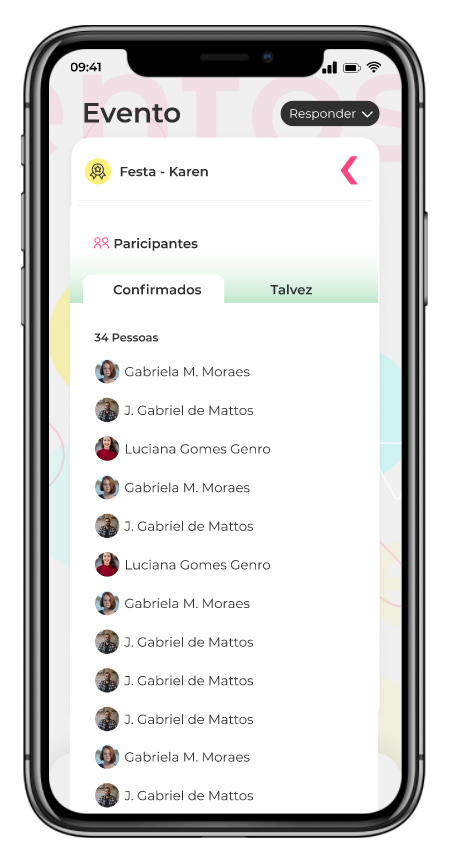 09:41
entos
Evento
Responder
Festa - Karen
Paricipantes
Confirmados
Talvez
34 Pessoas
Gabriela M. Moraes
J. Gabriel de Mattos
Luciana Gomes Genro
Gabriela M. Moraes
J. Gabriel de Mattos
Luciana Gomes Genro
Gabriela M. Moraes
J. Gabriel de Mattos
J. Gabriel de Mattos
J. Gabriel de Mattos
Gabriela M. Moraes
J. Gabriel de Mattos